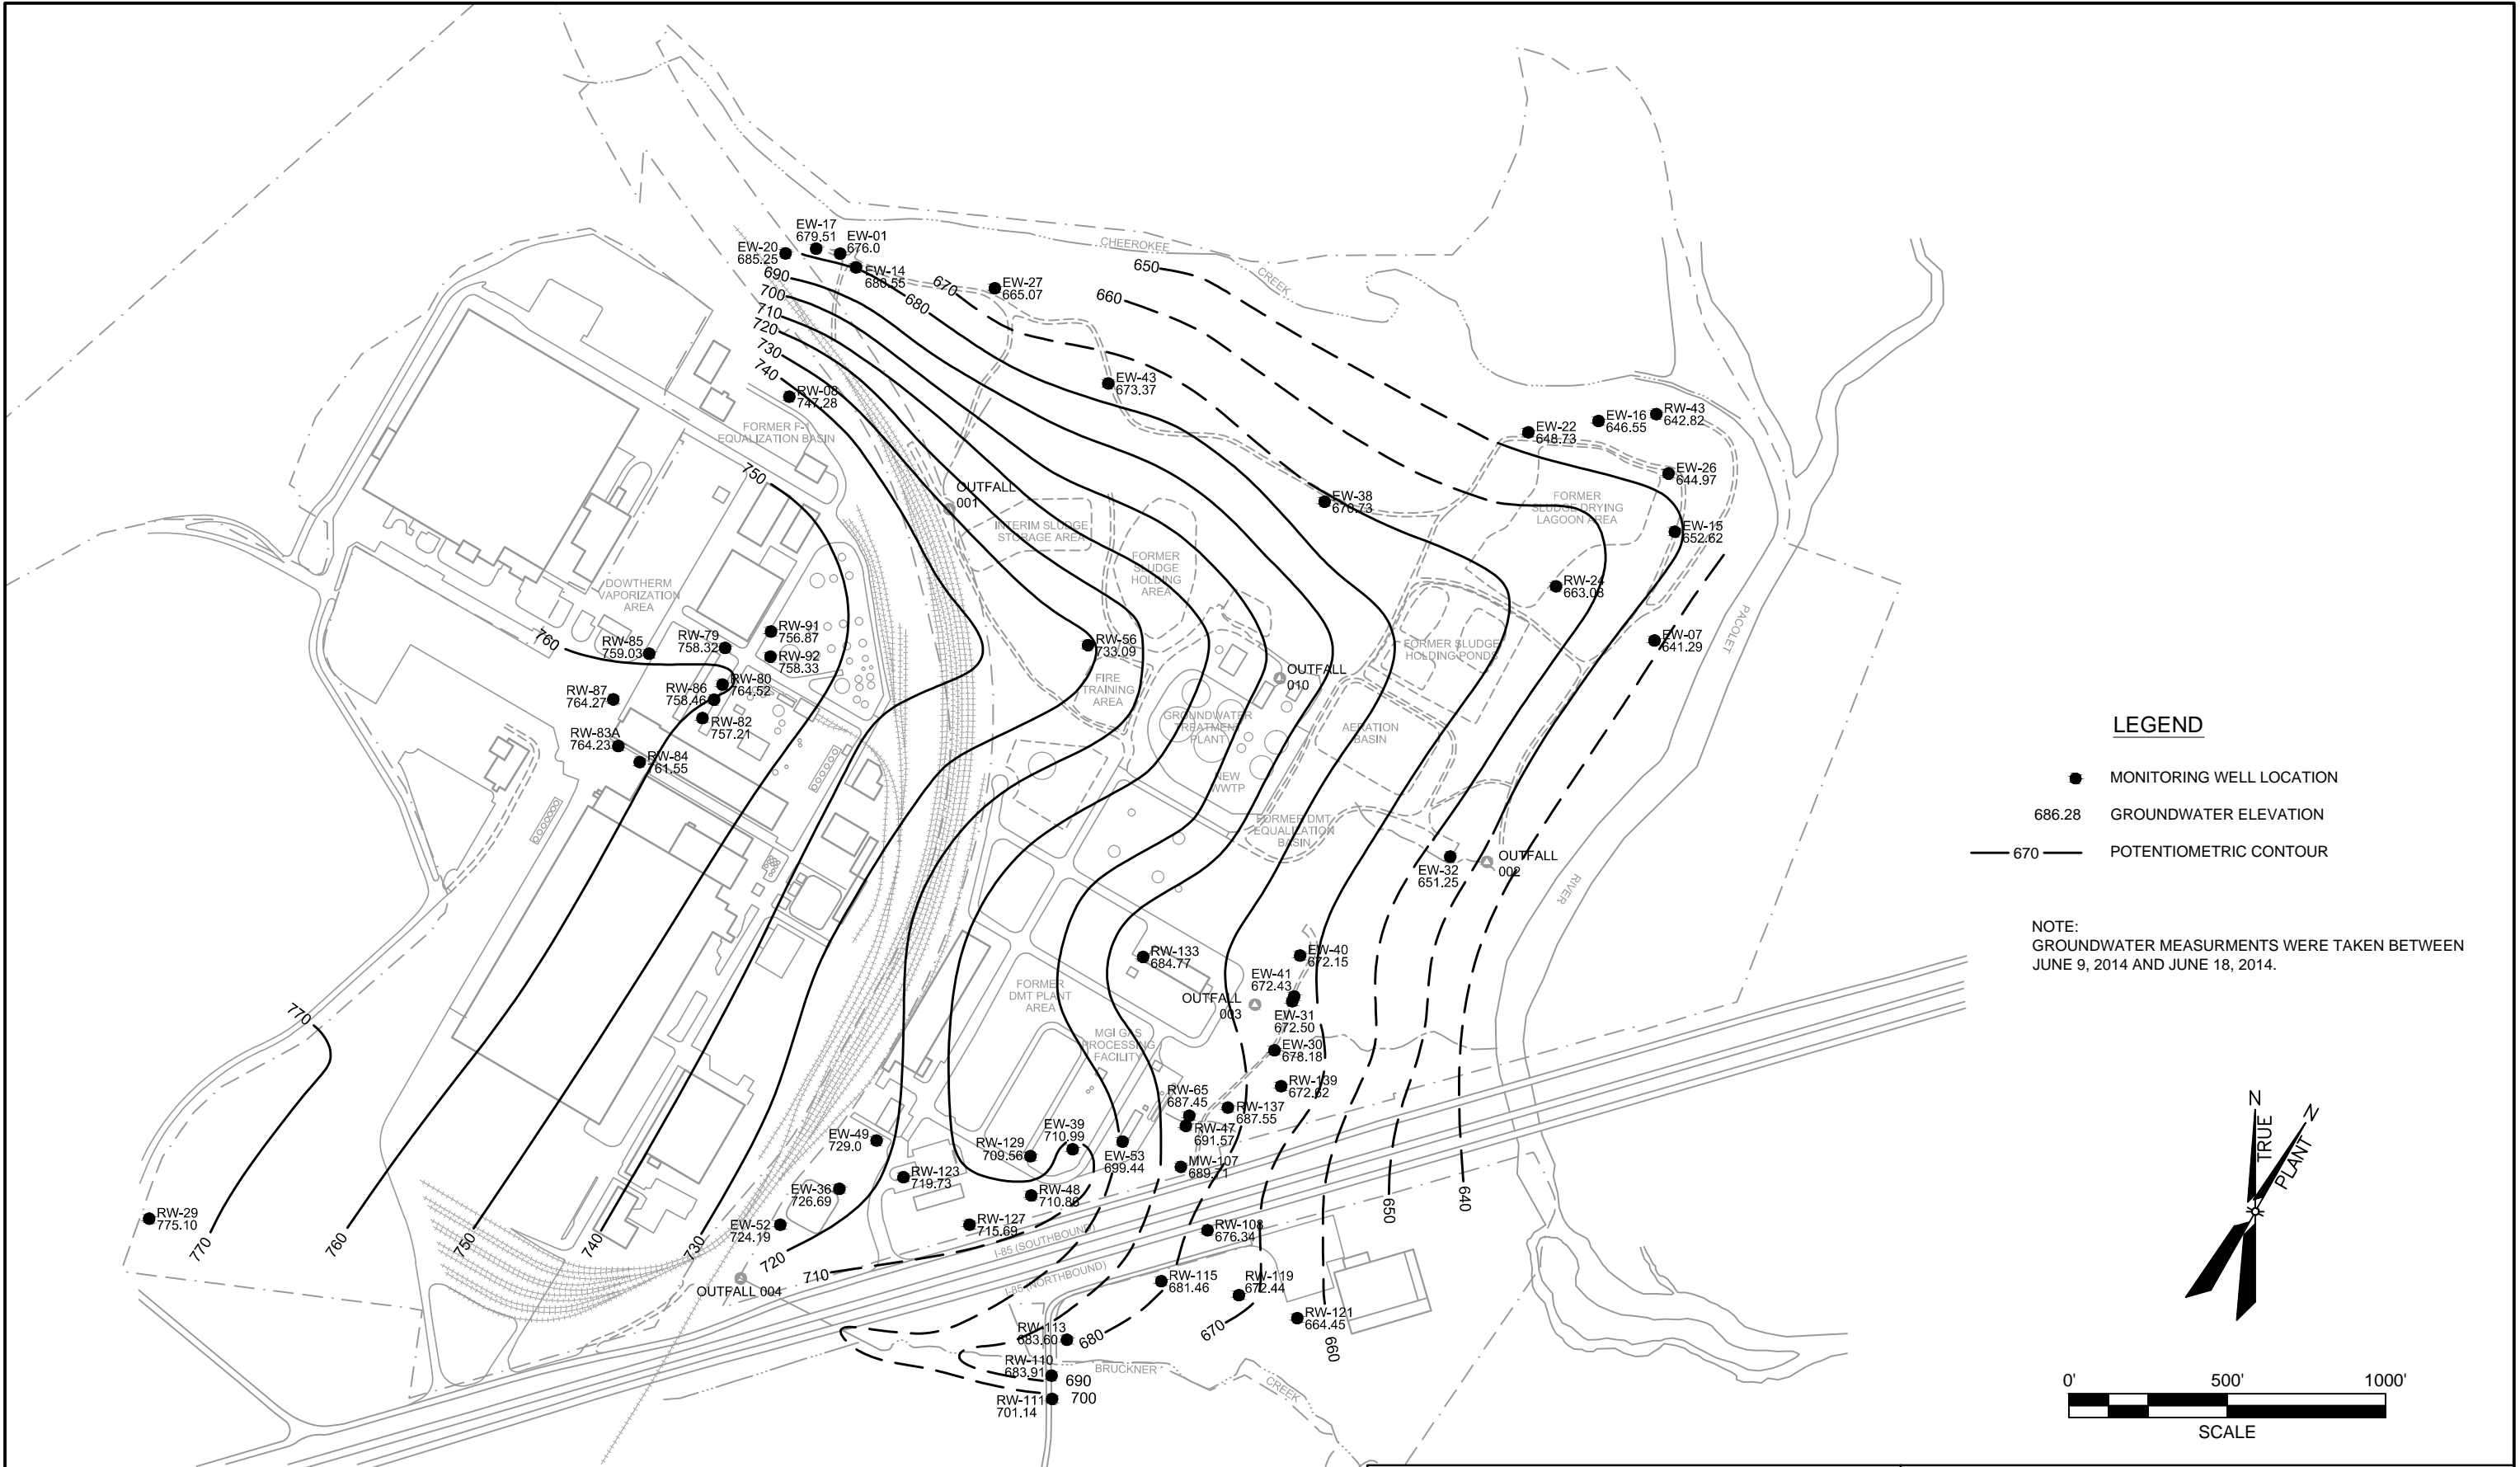 EW-17
679.51
EW-01
676.0
EW-20
685.25
EW-14
680.55
690
700
710
720
730
740
670
680
EW-27
665.07
CHEEROKEE
CREEK
650
660
RW-08
747.28
FORMER F-1
EQUALIZATION BASIN
EW-43
673.37
EW-22
648.73
EW-16
646.55
RW-43
642.82
EW-26
644.97
EW-15
652.62
EW-38
670.73
FORMER
SLUDGE DRYING
LAGOON AREA
750
OUTFALL
001
INTERIM SLUDGE
STORAGE AREA
FORMER
SLUDGE
HOLDING
AREA
DOWTHERM
VAPORIZATION
AREA
RW-24
663.08
EW-07
641.29
PACOLET
RIVER
760
RW-85
759.03
RW-79
758.32
RW-91
756.87
RW-92
758.33
RW-56
733.09
FORMER SLUDGE
HOLDING PONDS
OUTFALL
010
RW-87
764.27
RW-86
758.46
RW-80
764.52
RW-82
757.21
FIRE
TRAINING
AREA
GROUNDWATER
TREATMENT
PLANT
AERATION
BASIN
RW-83A
764.23
RW-84
761.55
NEW
WWTP
FORMER DMT
EQUALIZATION
BASIN
EW-32
651.25
OUTFALL
002
LEGEND
MONITORING WELL LOCATION
686.28 GROUNDWATER ELEVATION
670 POTENTIOMETRIC CONTOUR
NOTE:
GROUNDWATER MEASURMENTS WERE TAKEN BETWEEN
JUNE 9, 2014 AND JUNE 18, 2014.
RW-133
684.77
EW-40
672.15
EW-41
672.43
OUTFALL
003
EW-31
672.50
EW-30
678.18
FORMER
DMT PLANT
AREA
MGI GAS
PROCESSING
FACILITY
770
RW-139
672.62
RW-65
687.45
RW-137
687.55
RW-47
691.57
MW-107
689.71
EW-49
729.0
RW-129
709.56
EW-39
710.99
EW-53
699.44
RW-123
719.73
EW-36
726.69
RW-48
710.86
RW-127
715.69
EW-52
724.19
RW-29
775.10
770
760
750
740
730
720
710
I-85 (SOUTHBOUND)
I-85 (NORTHBOUND)
OUTFALL 004
RW-108
676.34
RW-115
681.46
RW-119
672.44
RW-121
664.45
650
640
660
670
680
RW-113
683.60
RW-110
683.91
690
RW-111
701.14
700
BRUCKNER
CREEK
N
TRUE
N
PLANT
0' 500' 1000'
SCALE